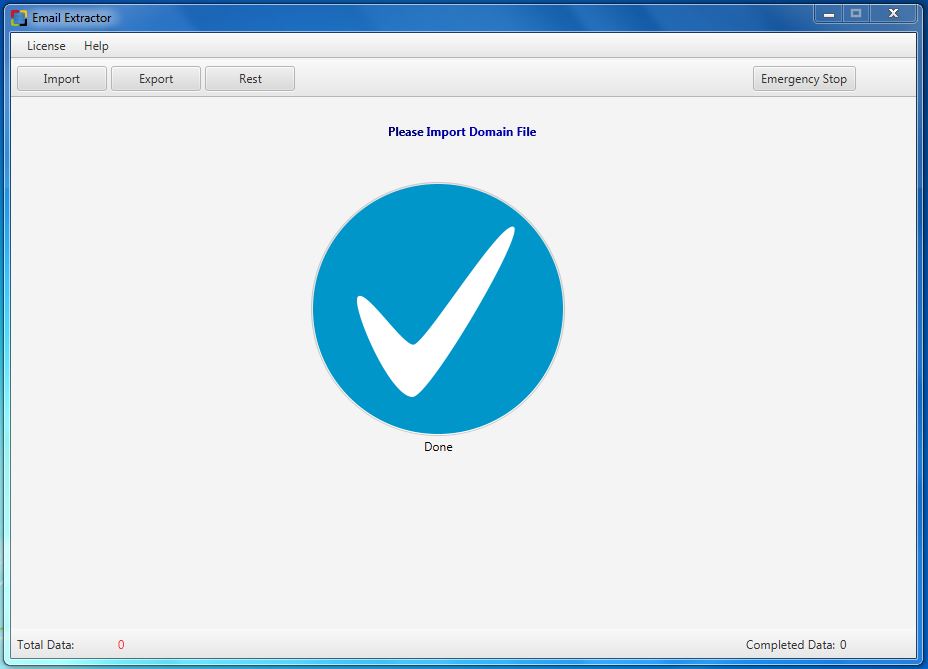 Email Extractor
License Help
Import Export Rest Emergency Stop
Please Import Domain File
Done
Total Data: 0 Completed Data: 0